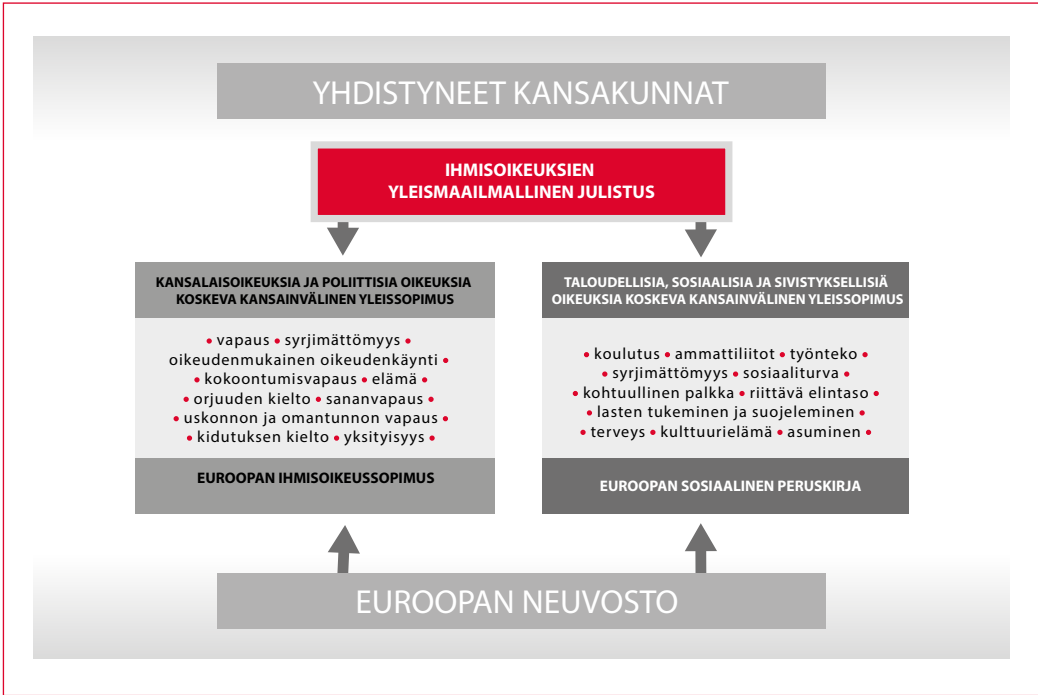 YHDISTYNEET KANSAKUNNAT
IHMISOIKEUKSIEN
YLEISMAAILMALLINEN JULISTUS
KANSALAISOIKEUKSIA JA POLIITTISIA OIKEUKSIA
KOSKEVA KANSAINVÄLINEN YLEISSOPIMUS
• vapaus • syrjimättömyys •
oikeudenmukainen oikeudenkäynti •
• kokoontumisvapaus • elämä •
• orjuuden kielto • sananvapaus •
• uskonnon ja omantunnon vapaus •
• kidutuksen kielto • yksityisyys •
EUROOPAN IHMISOIKEUSSOPIMUS
TALOUDELLISIA, SOSIAALISIA JA SIVISTYKSELLISIÄ
OIKEUKSIA KOSKEVA KANSAINVÄLINEN YLEISSOPIMUS
• koulutus • ammattiliitot • työnteko •
• syrjimättömyys • sosiaaliturva •
• kohtuullinen palkka • riittävä elintaso •
• lasten tukeminen ja suojeleminen •
• terveys • kulttuurielämä • asuminen •
EUROOPAN SOSIAALINEN PERUSKIRJA
EUROOPAN NEUVOSTO